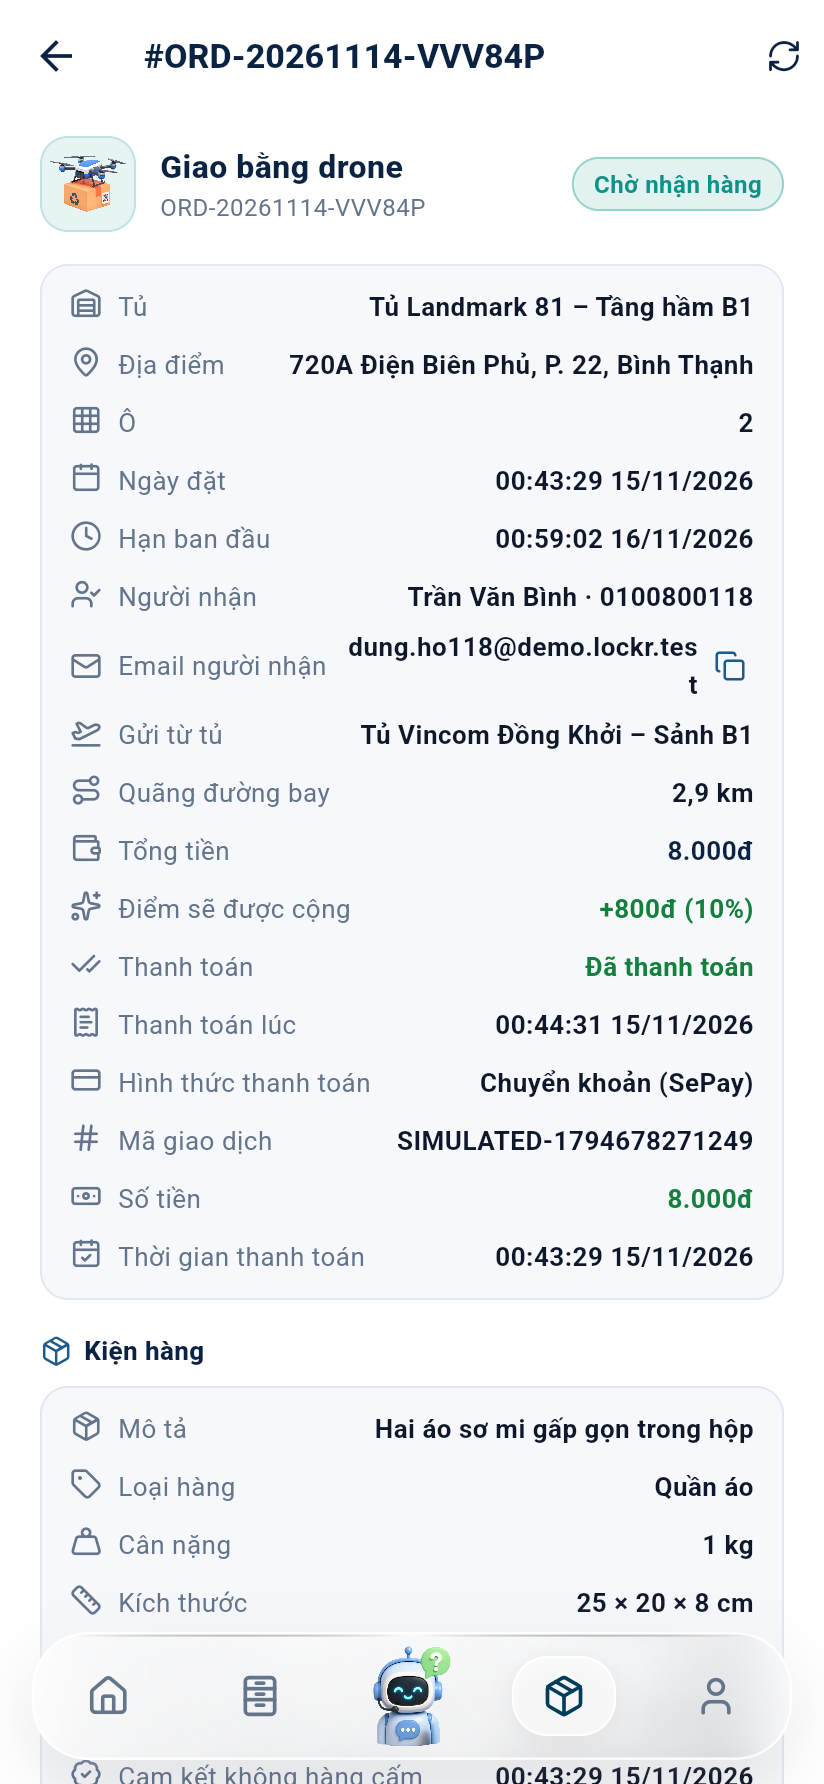 #ORD-20261114-VVV84P
Giao bằng drone
ORD-20261114-VVV84P
Chờ nhận hàng
Tủ Tủ Landmark 81 – Tầng hầm B1
Địa điểm 720A Điện Biên Phủ, P. 22, Bình Thạnh
Ô 2
Ngày đặt 00:43:29 15/11/2026
Hạn ban đầu 00:59:02 16/11/2026
Người nhận Trần Văn Bình · 0100800118
Email người nhận dung.ho118@demo.lockr.tes
t
Gửi từ tủ Tủ Vincom Đồng Khởi – Sảnh B1
Quãng đường bay 2,9 km
Tổng tiền 8.000đ
Điểm sẽ được cộng +800đ (10%)
Thanh toán Đã thanh toán
Thanh toán lúc 00:44:31 15/11/2026
Hình thức thanh toán Chuyển khoản (SePay)
Mã giao dịch SIMULATED-1794678271249
Số tiền 8.000đ
Thời gian thanh toán 00:43:29 15/11/2026
Kiện hàng
Mô tả Hai áo sơ mi gấp gọn trong hộp
Loại hàng Quần áo
Cân nặng 1 kg
Kích thước 25 × 20 × 8 cm
Cam kết không hàng cấm 00:43:29 15/11/2026